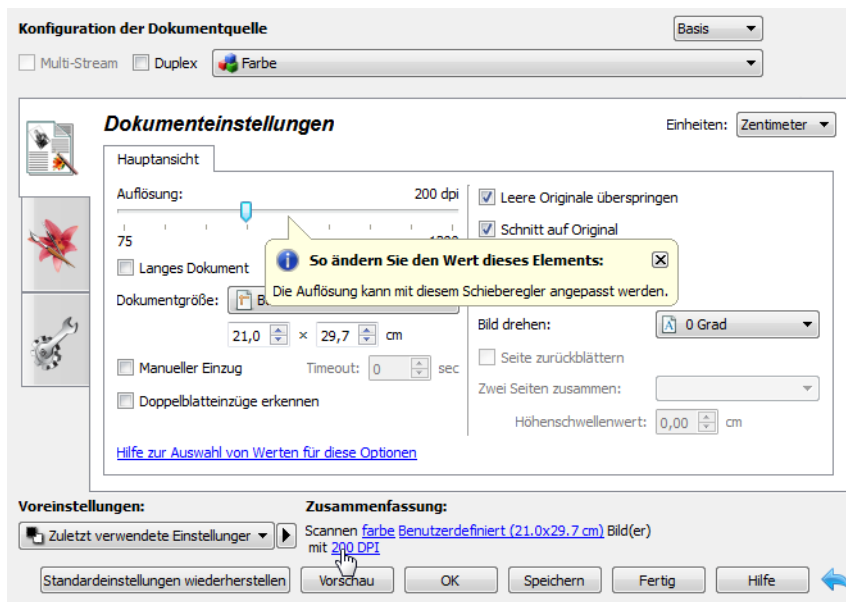 Konfiguration der Dokumentquelle
Basis
Multi-Stream Duplex Farbe
Dokumenteinstellungen
Einheiten: Zentimeter
Hauptansicht
Auflösung: 200 dpi
75
Leere Originale überspringen
Schnitt auf Original
So ändern Sie den Wert dieses Elements:
Die Auflösung kann mit diesem Schieberegler angepasst werden.
Langes Dokument
Dokumentgröße:
21,0 × 29,7 cm
Manueller Einzug Timeout: 0 sec
Doppelblatteinzüge erkennen
Bild drehen: 0 Grad
Seite zurückblättern
Zwei Seiten zusammen:
Höhenschwellenwert: 0,00 cm
Hilfe zur Auswahl von Werten für diese Optionen
Voreinstellungen:
Zuletzt verwendete Einstellunger
Zusammenfassung:
Scannen farbe Benutzerdefiniert (21.0x29.7 cm) Bild(er)
mit 200 DPI
Standardeinstellungen wiederherstellen Vorschau OK Speichern Fertig Hilfe